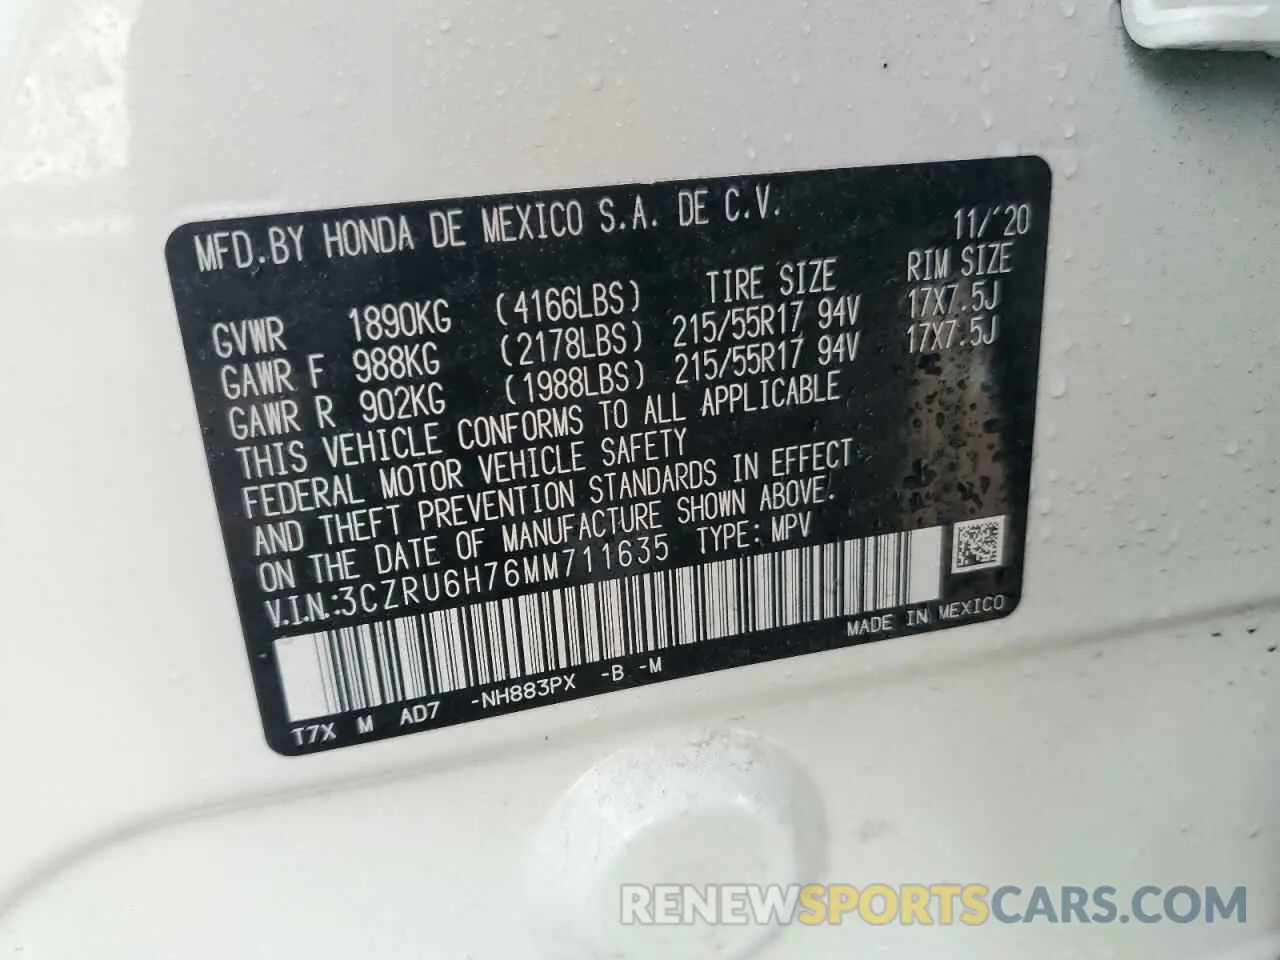 MFD. BY HONDA DE MEXICO S.A. DE C.V. 11/'20
TIRE SIZE RIM SIZE
GVWR 1890KG (4166LBS)
GAWR F 988KG (2178LBS) 215/55R17 94V 17X7.5J
GAWR R 902KG (1988LBS) 215/55R17 94V 17X7.5J
THIS VEHICLE CONFORMS TO ALL APPLICABLE
FEDERAL MOTOR VEHICLE SAFETY
AND THEFT PREVENTION STANDARDS IN EFFECT
ON THE DATE OF MANUFACTURE SHOWN ABOVE.
V.I.N.:3CZRU6H76MM711635 TYPE: MPV
MADE IN MEXICO
T7X M AD7 -NH883PX -B -M
RENEWSPORTSCARS.COM